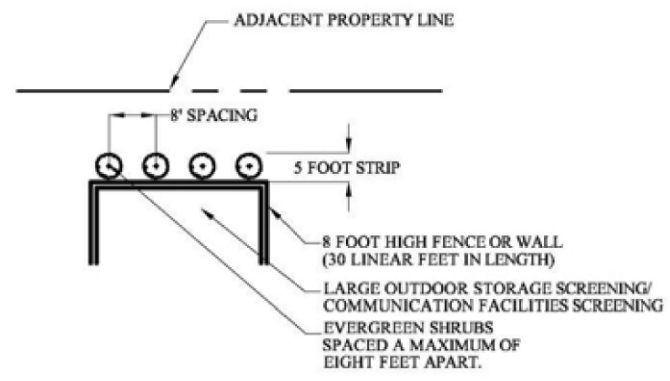 ADJACENT PROPERTY LINE
8' SPACING
5 FOOT STRIP
8 FOOT HIGH FENCE OR WALL
(30 LINEAR FEET IN LENGTH)
LARGE OUTDOOR STORAGE SCREENING/
COMMUNICATION FACILITIES SCREENING
EVERGREEN SHRUBS
SPACED A MAXIMUM OF
EIGHT FEET APART.